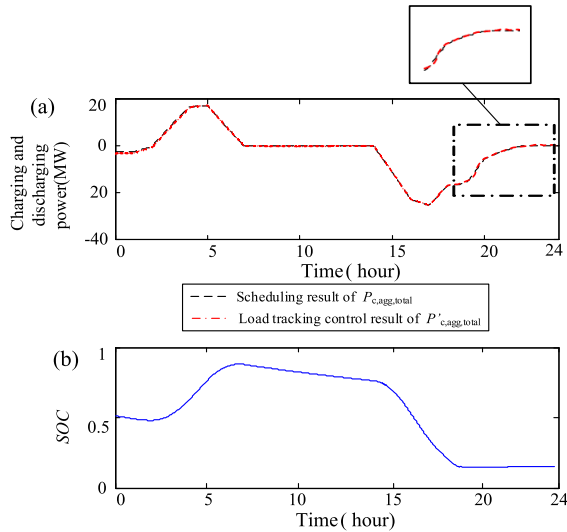 (a)
Charging and
discharging
power(MW)
20
0
20
-40
0
5
10
15
20
24
Time( hour)
Scheduling result of Pc,agg,total
Load tracking control result of P'c,agg,total
(b)
SOC
1
0.5
0
0
5
10
15
20
24
Time( hour)